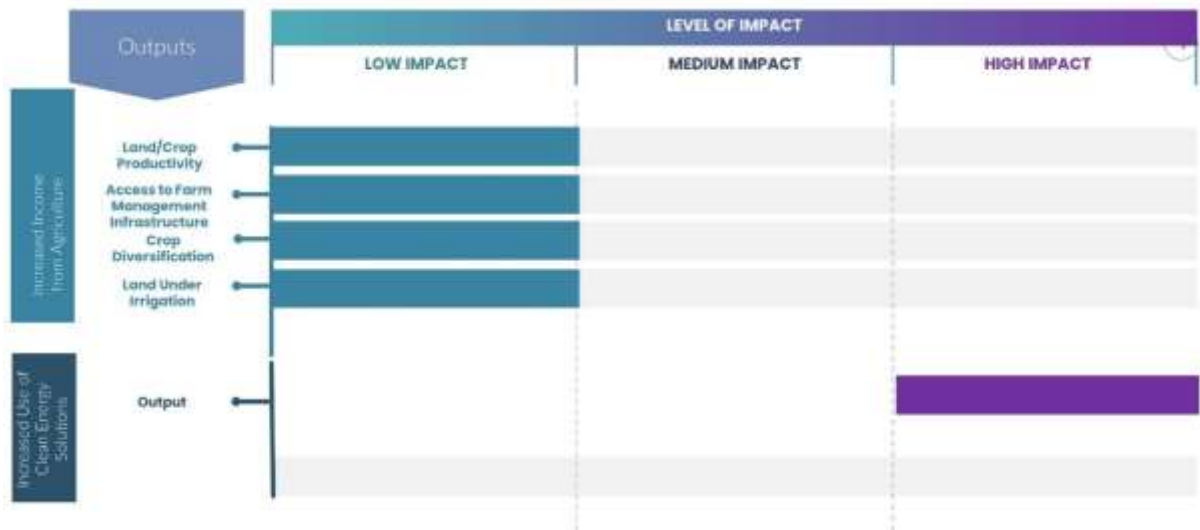 Outputs
LEVEL OF IMPACT
LOW IMPACT
MEDIUM IMPACT
HIGH IMPACT
Increased Income
from Agriculture
Land/Crop
Productivity
Access to Farm
Management
Infrastructure
Crop
Diversification
Land Under
Irrigation
Increased Use of
Clean Energy
Solutions
Output